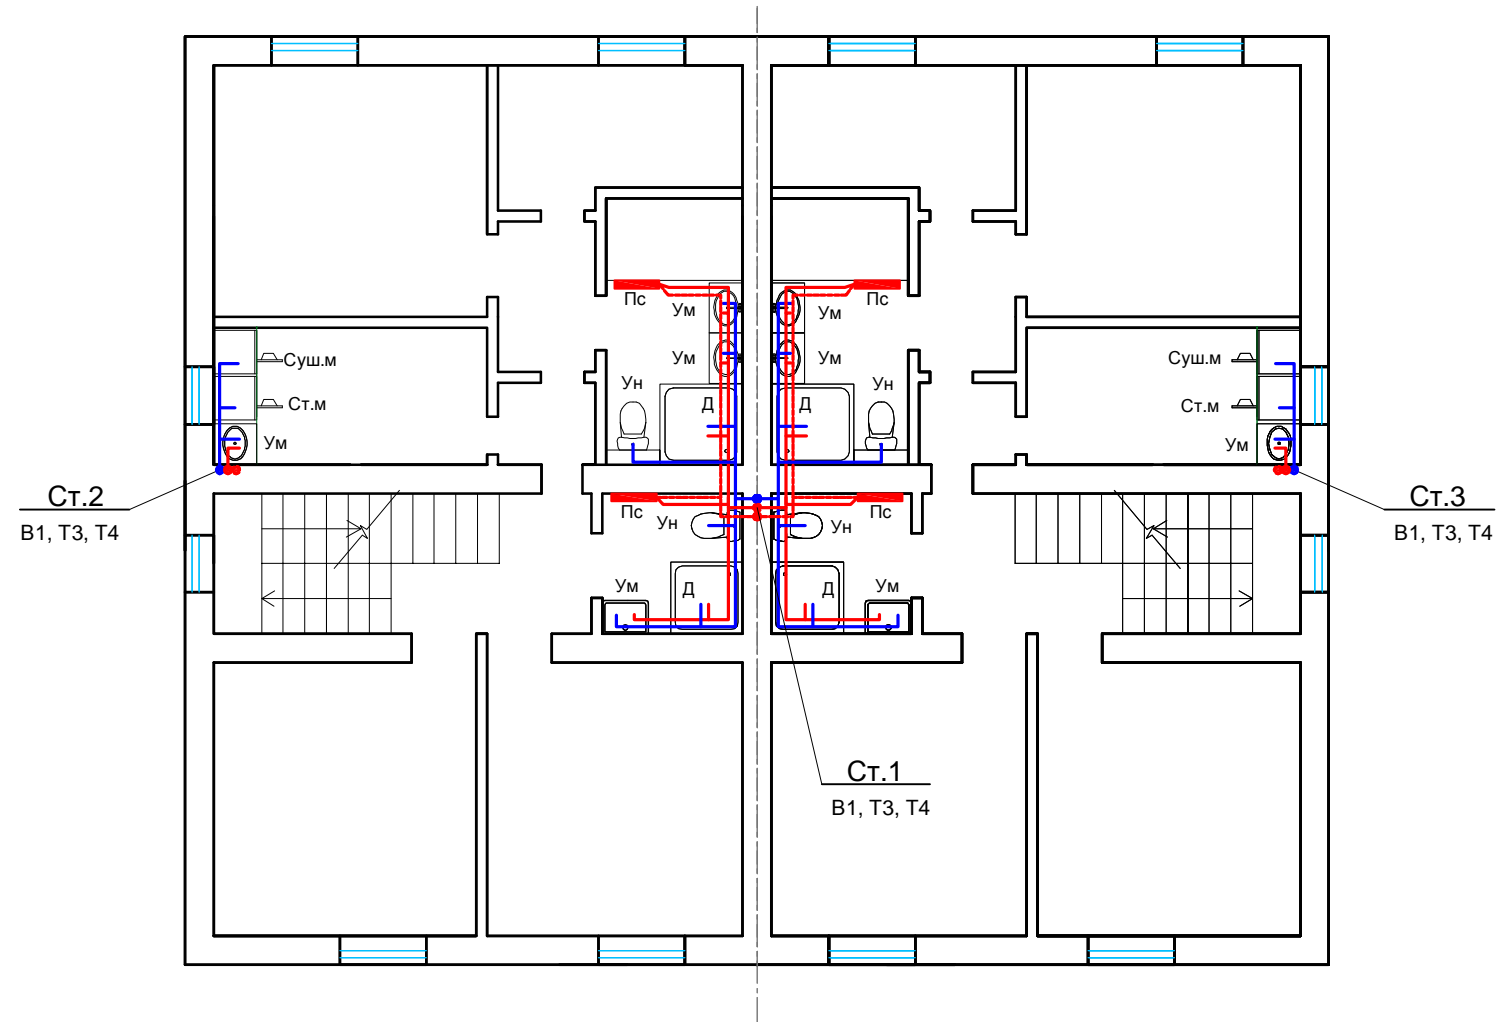 Пс
Пс
Ум
Ум
Суш.м
Ум
Ум
Суш.м
Ун
Ун
Ст.м
Д
Д
Ст.м
Ум
Ум
Ст.2
В1, Т3, Т4
Ст.3
В1, Т3, Т4
Пс
Ун
Ун
Пс
Ум
Д
Д
Ум
Ст.1
В1, Т3, Т4